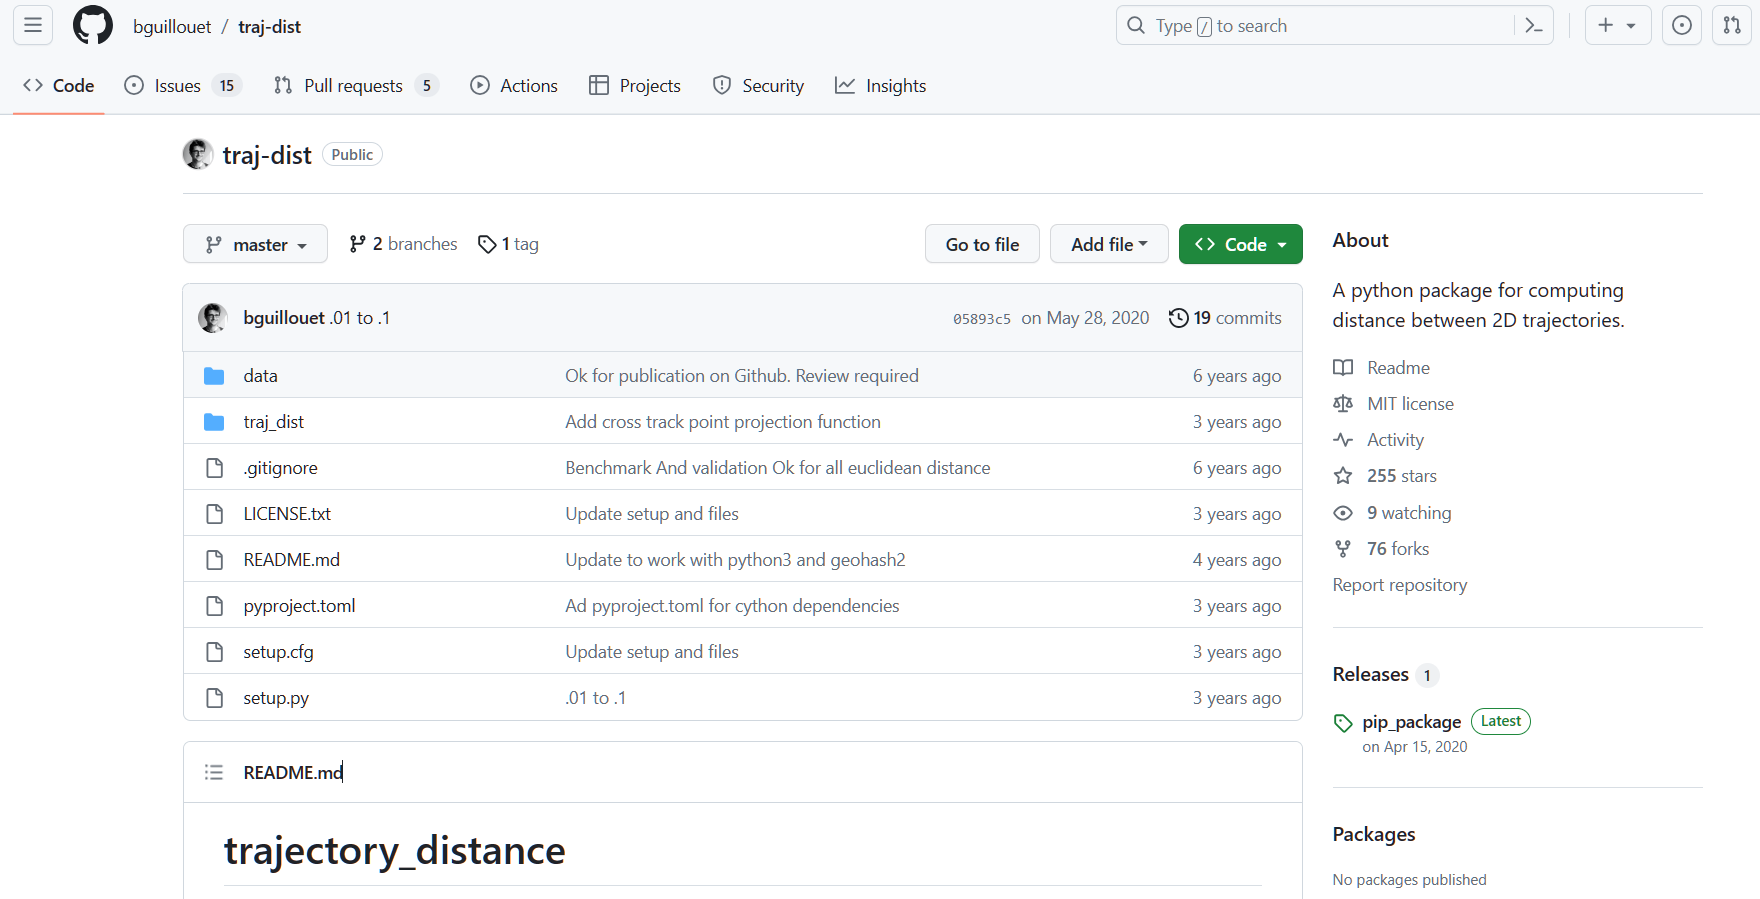 bguillouet / traj-dist
Type / to search
Code
Issues 15
Pull requests 5
Actions
Projects
Security
Insights
traj-dist Public
master
2 branches
1 tag
Go to file
Add file
Code
bguillouet .01 to .1 05893c5 on May 28, 2020 19 commits
data Ok for publication on Github. Review required 6 years ago
traj_dist Add cross track point projection function 3 years ago
.gitignore Benchmark And validation Ok for all euclidean distance 6 years ago
LICENSE.txt Update setup and files 3 years ago
README.md Update to work with python3 and geohash2 4 years ago
pyproject.toml Ad pyproject.toml for cython dependencies 3 years ago
setup.cfg Update setup and files 3 years ago
setup.py .01 to .1 3 years ago
README.md
trajectory_distance
About
A python package for computing
distance between 2D trajectories.
Readme
MIT license
Activity
255 stars
9 watching
76 forks
Report repository
Releases 1
pip_package Latest
on Apr 15, 2020
Packages
No packages published